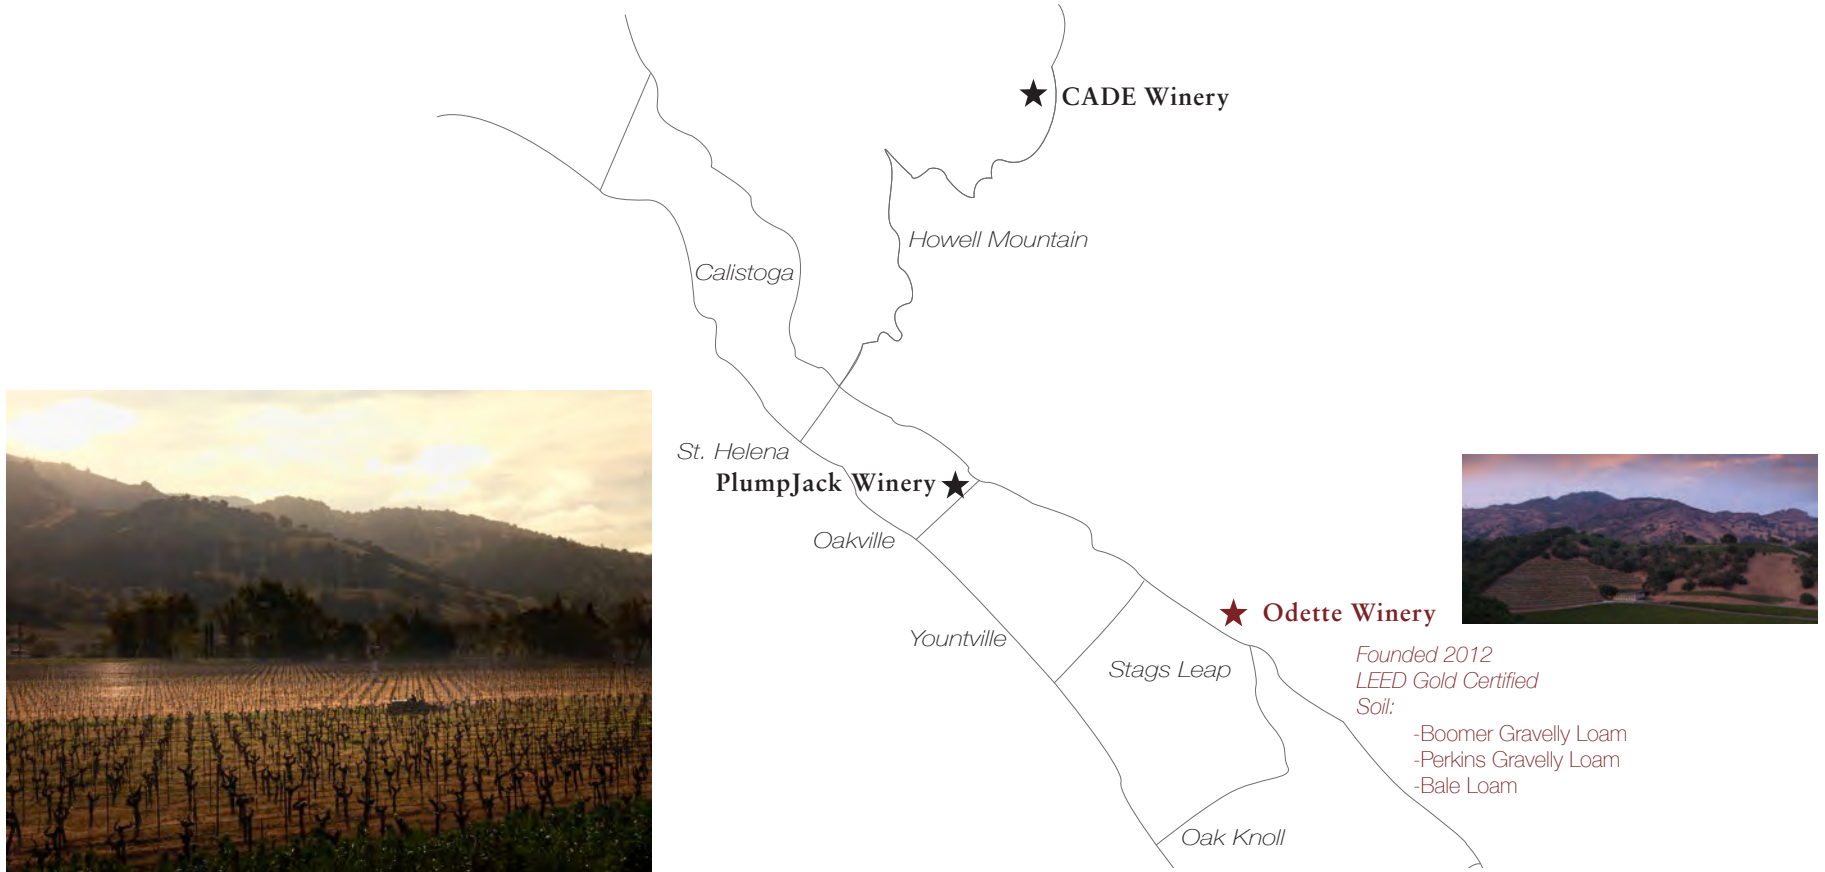 CADE Winery
Howell Mountain
Calistoga
St. Helena
PlumpJack Winery
Oakville
Odette Winery
Yountville
Founded 2012
Stags Leap
LEED Gold Certified
Soil:
-Boomer Gravelly Loam
-Perkins Gravelly Loam
-Bale Loam
Oak Knoll